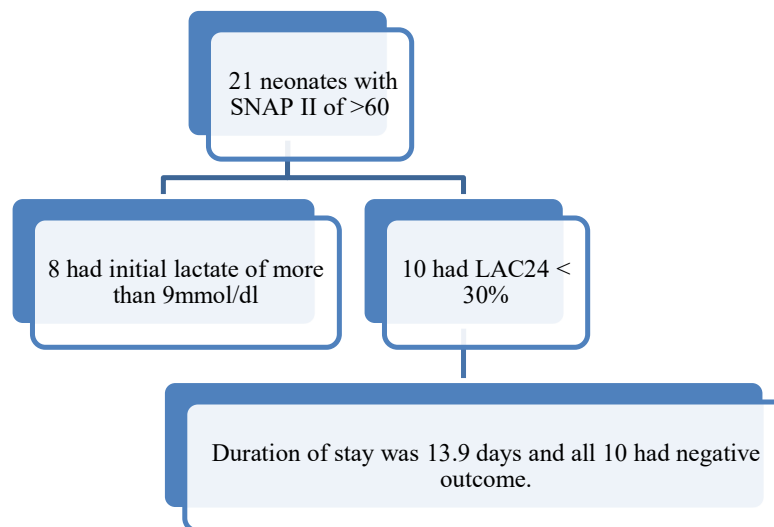 21 neonates with
SNAP II of >60
8 had initial lactate of more
than 9mmol/dl
10 had LAC24 <
30%
Duration of stay was 13.9 days and all 10 had negative
outcome.